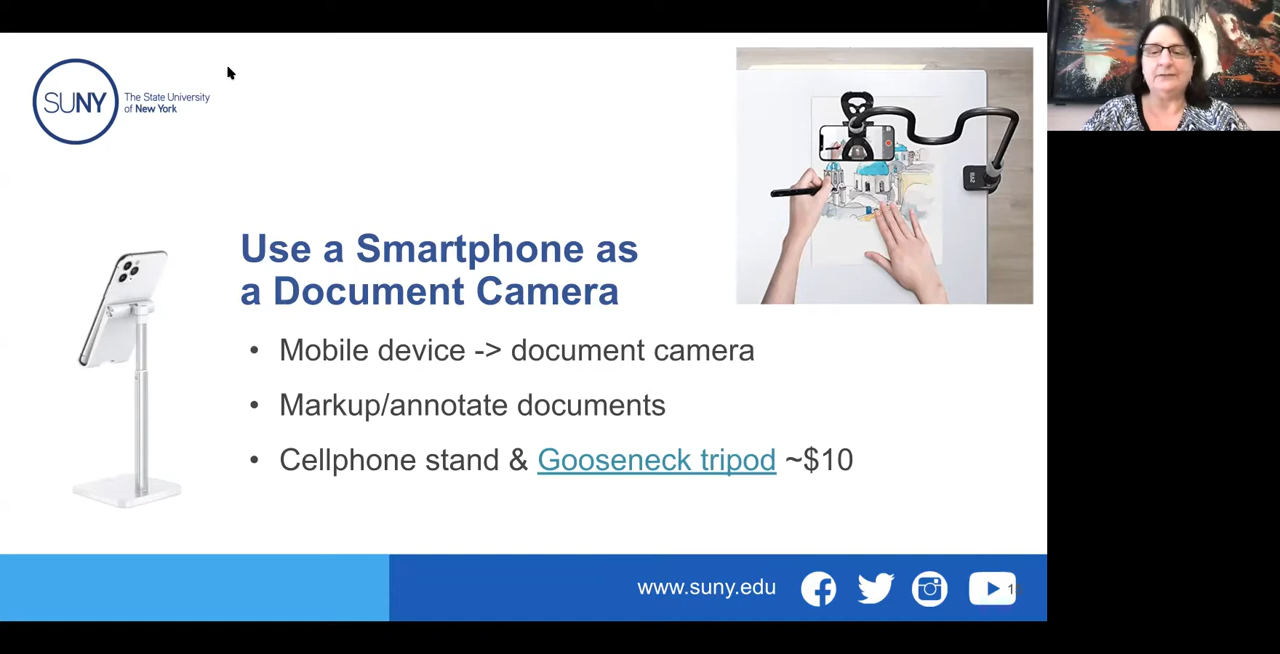 SUNY
The State University
of New York
Use a Smartphone as
a Document Camera
• Mobile device -> document camera
• Markup/annotate documents
• Cellphone stand & Gooseneck tripod ~$10
www.suny.edu